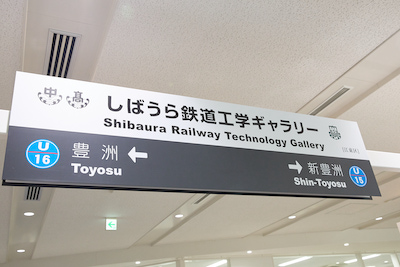 中 高 しばうら鉄道工学ギャラリー
Shibaura Railway Technology Gallery
U 16 豊洲 ← → 新豊洲 U 15
Toyosu Shin-Toyosu